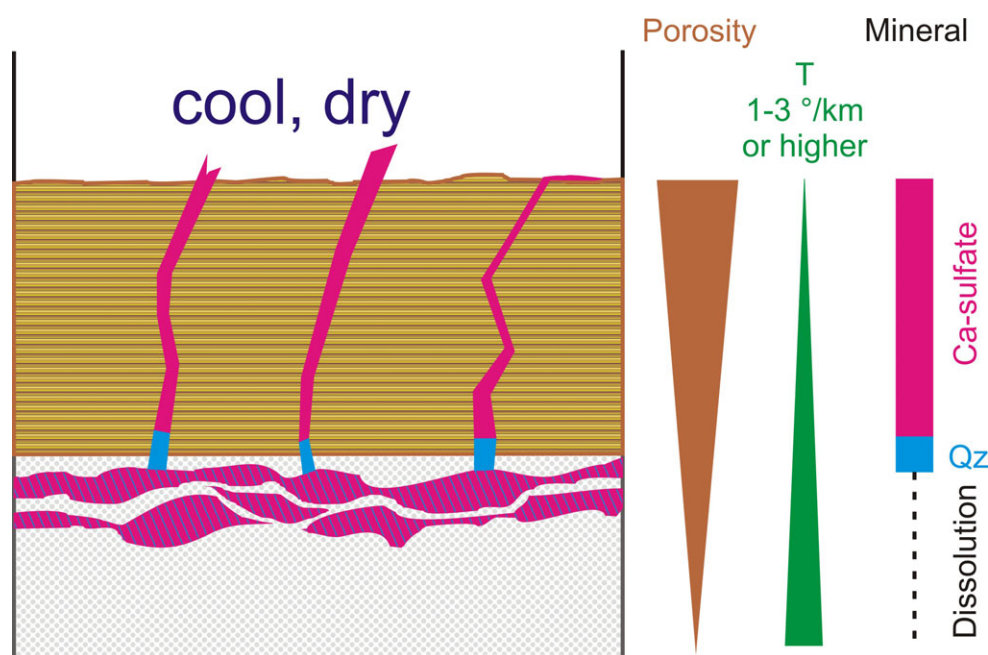 cool, dry
Porosity
Mineral
T
1-3 °/km
or higher
Ca-sulfate
Qz
Dissolution